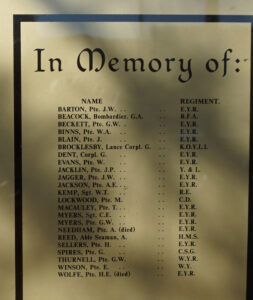 In Memory of:
NAME REGIMENT.
BARTON, Pte. J.W. . . . . E.Y.R.
BEACOCK, Bombardier. G.A. . . R.F.A.
BECKETT, Pte. G.W. . . . E.Y.R.
BINNS, Pte. W.A. . . . E.Y.R.
BLAIN, Pte. J. . . . . E.Y.R.
BROCKLESBY, Lance Corpl. G. . . K.O.Y.L.I.
DENT, Corpl. G. . . . . E.Y.R.
EVANS, Pte. W. . . . . E.Y.R.
JACKLIN, Pte. J.P. . . . Y. & L.
JAGGER, Pte. J.W. . . . E.Y.R.
JACKSON, Pte. A.E. . . . E.Y.R.
KEMP, Sgt. W.T. . . . . R.E.
LOCKWOOD, Pte. M. . . . C.D.
MACAULEY, Pte. T. . . . E.Y.R.
MYERS, Sgt. C.E. . . . . E.Y.R.
MYERS, Pte. G.W. . . . . E.Y.R.
NEEDHAM, Pte. A. (died) . . E.Y.R.
REED, Able Seaman, A. . . H.M.S.
SELLERS, Pte. H. . . . . E.Y.R.
SPIRES, Pte. G. . . . . C.S.G.
THURNELL, Pte. G.W. . . W.Y.R.
WINSON, Pte. E. . . . . W.Y.
WOLFE, Pte. H.E. (died) . . E.Y.R.